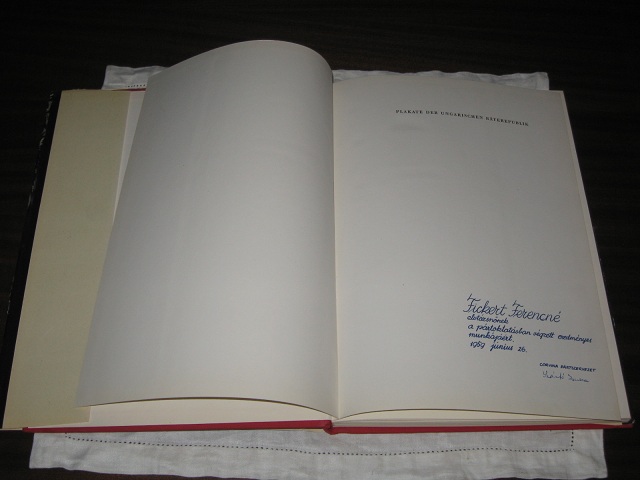 PLAKATE DER UNGARISCHEN RÄTEREPUBLIK
Fickert Ferencné
elvtársnőnek
a pártoktatásban végzett eredményes
munkájáért.
1969 június 26.